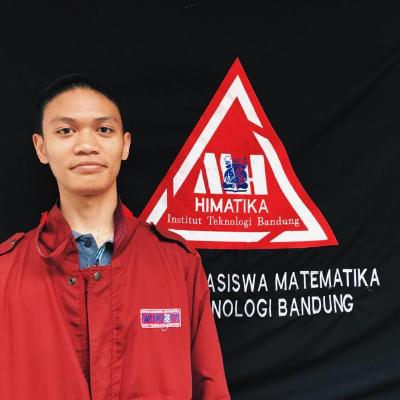 HIMATIKA
Institut Teknologi Bandung
ASISWA MATEMATIKA
NOLOGI BANDUNG